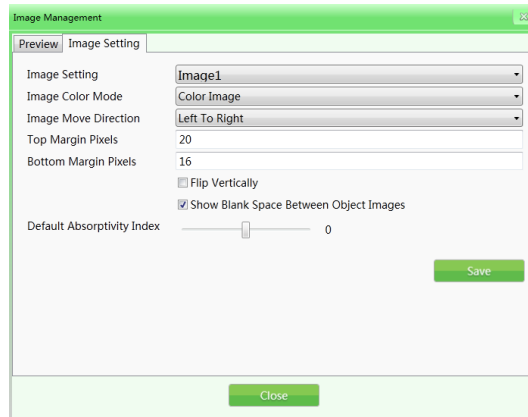 Image Management
Preview Image Setting
Image Setting Image1
Image Color Mode Color Image
Image Move Direction Left To Right
Top Margin Pixels 20
Bottom Margin Pixels 16
Flip Vertically
Show Blank Space Between Object Images
Default Absorptivity Index 0
Save
Close